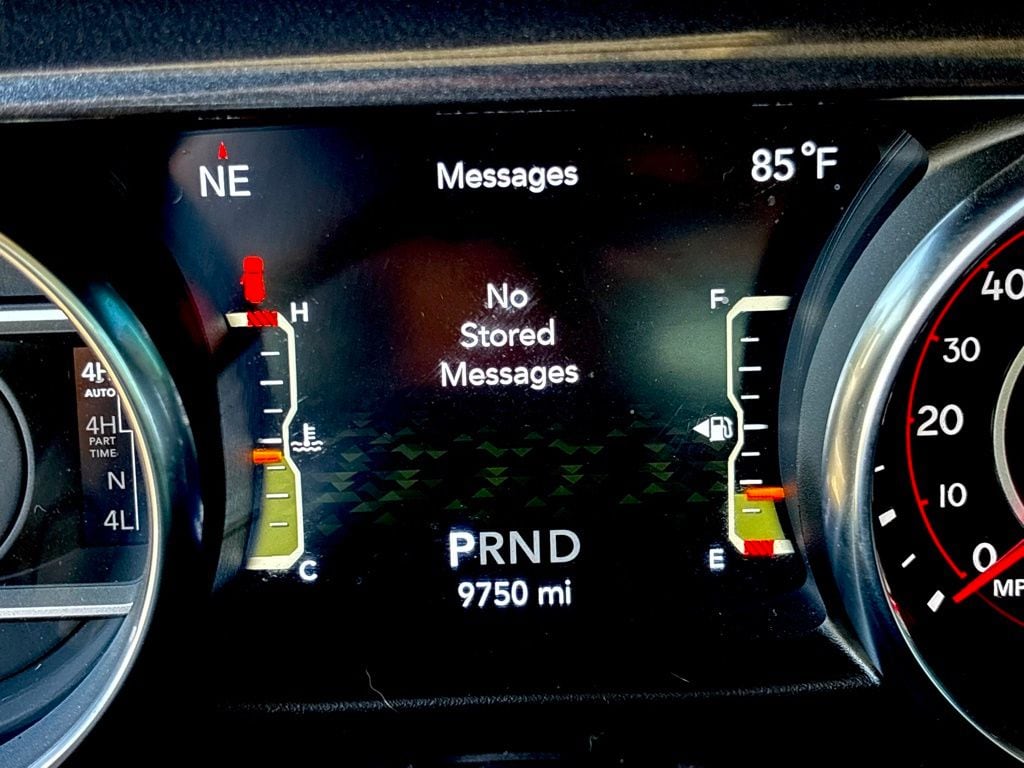 NE
Messages
85°F
H
F
No
Stored
Messages
4H
AUTO
4H
PART
TIME
N
4L
PRND
9750 mi
C
E
40
30
20
10
0